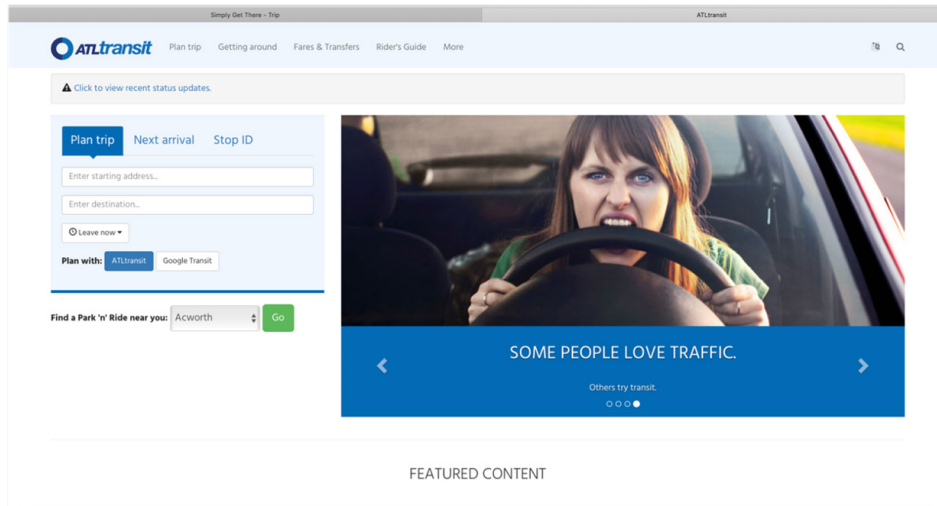 Simply Get There - Trip
ATLtransit
ATLtransit Plan trip Getting around Fares & Transfers Rider's Guide More
Click to view recent status updates.
Plan trip Next arrival Stop ID
Enter starting address...
Enter destination...
Leave now
Plan with: ATLtransit Google Transit
Find a Park 'n' Ride near you: Acworth Go
SOME PEOPLE LOVE TRAFFIC.
Others try transit.
FEATURED CONTENT